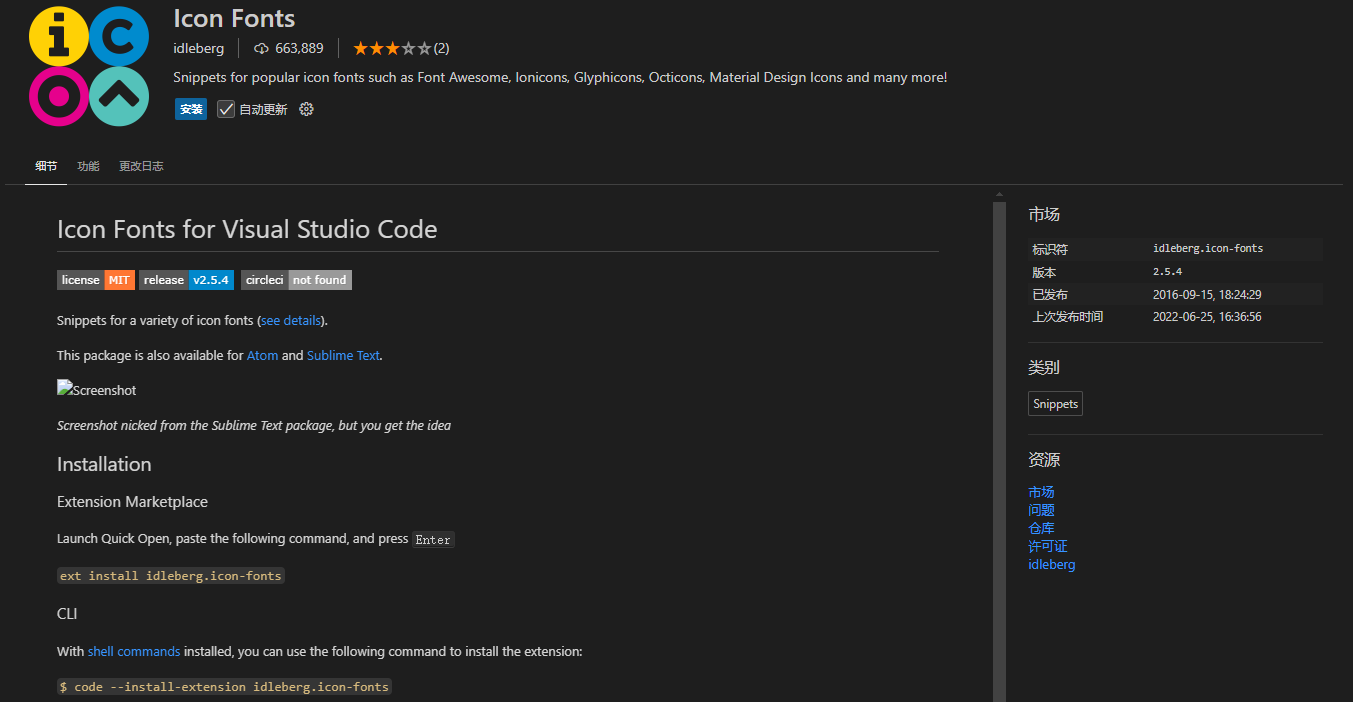 Icon Fonts
idleberg 663,889 (2)
Snippets for popular icon fonts such as Font Awesome, Ionicons, Glyphicons, Octicons, Material Design Icons and many more!
安装 自动更新
细节 功能 更改日志
Icon Fonts for Visual Studio Code
license MIT release v2.5.4 circleci not found
Snippets for a variety of icon fonts (see details).
This package is also available for Atom and Sublime Text.
Screenshot
Screenshot nicked from the Sublime Text package, but you get the idea
Installation
Extension Marketplace
Launch Quick Open, paste the following command, and press Enter
ext install idleberg.icon-fonts
CLI
With shell commands installed, you can use the following command to install the extension:
$ code --install-extension idleberg.icon-fonts
市场
标识符 idleberg.icon-fonts
版本 2.5.4
已发布 2016-09-15, 18:24:29
上次发布时间 2022-06-25, 16:36:56
类别
Snippets
资源
市场
问题
仓库
许可证
idleberg